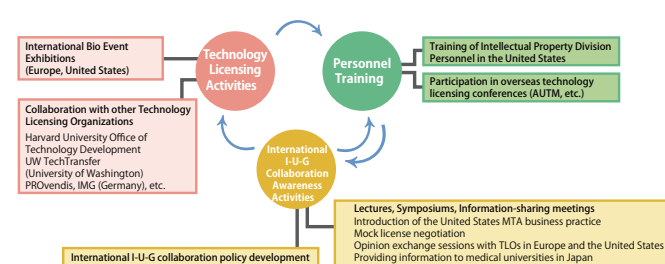 International Bio Event
Exhibitions
(Europe, United States)
Collaboration with other Technology
Licensing Organizations
Harvard University Office of
Technology Development
UW TechTransfer
(University of Washington)
PROvendis, IMG (Germany), etc.
Technology
Licensing
Activities
Personnel
Training
Training of Intellectual Property Division
Personnel in the United States
Participation in overseas technology
licensing conferences (AUTM, etc.)
International
I-U-G
Collaboration
Awareness
Activities
Lectures, Symposiums, Information-sharing meetings
Introduction of the United States MTA business practice
Mock license negotiation
Opinion exchange sessions with TLOs in Europe and the United States
Providing information to medical universities in Japan
International I-U-G collaboration policy development